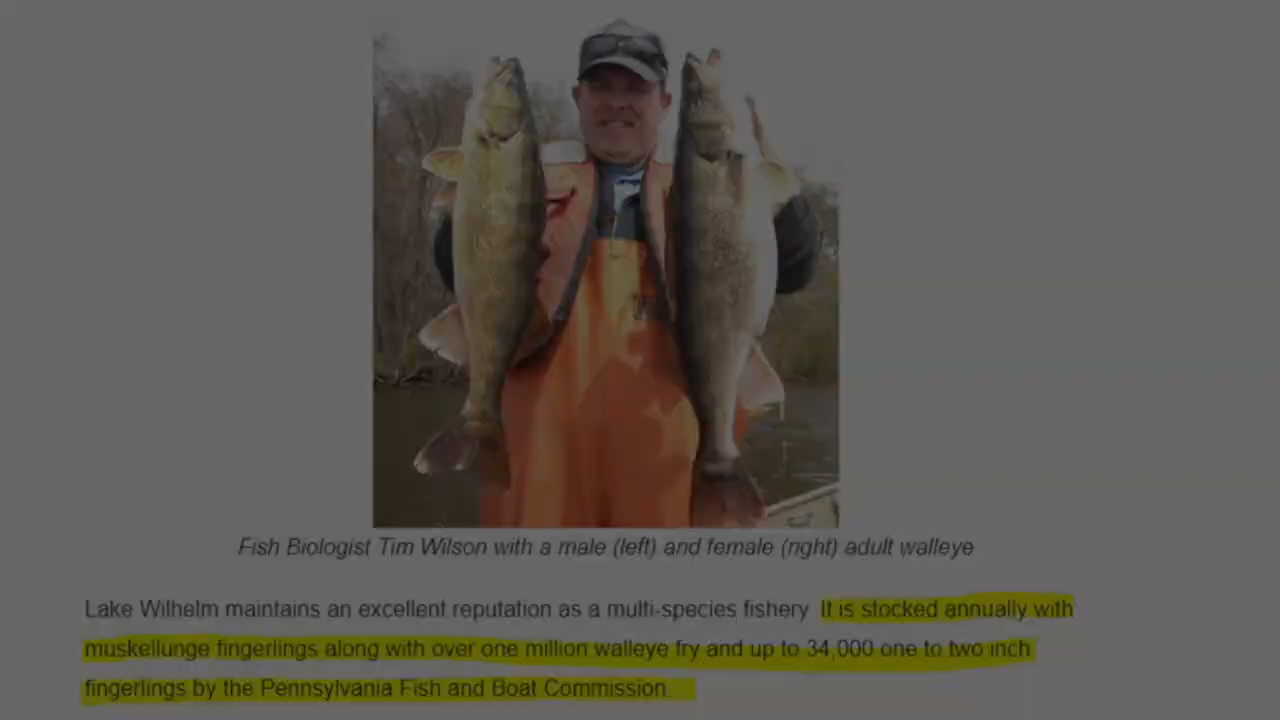 Fish Biologist Tim Wilson with a male (left) and female (right) adult walleye
Lake Wilhelm maintains an excellent reputation as a multi-species fishery It is stocked annually with
muskellunge fingerlings along with over one million walleye fry and up to 34,000 one to two inch
fingerlings by the Pennsylvania Fish and Boat Commission.